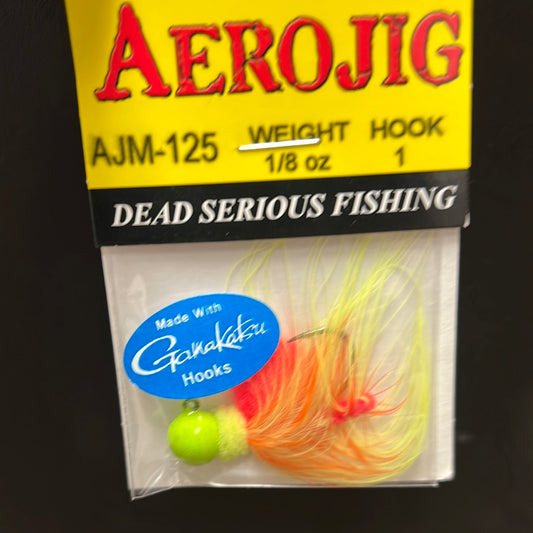 AEROJIG
AJM-125 WEIGHT HOOK
1/8 oz 1
DEAD SERIOUS FISHING
Made With
Gamakatsu
Hooks